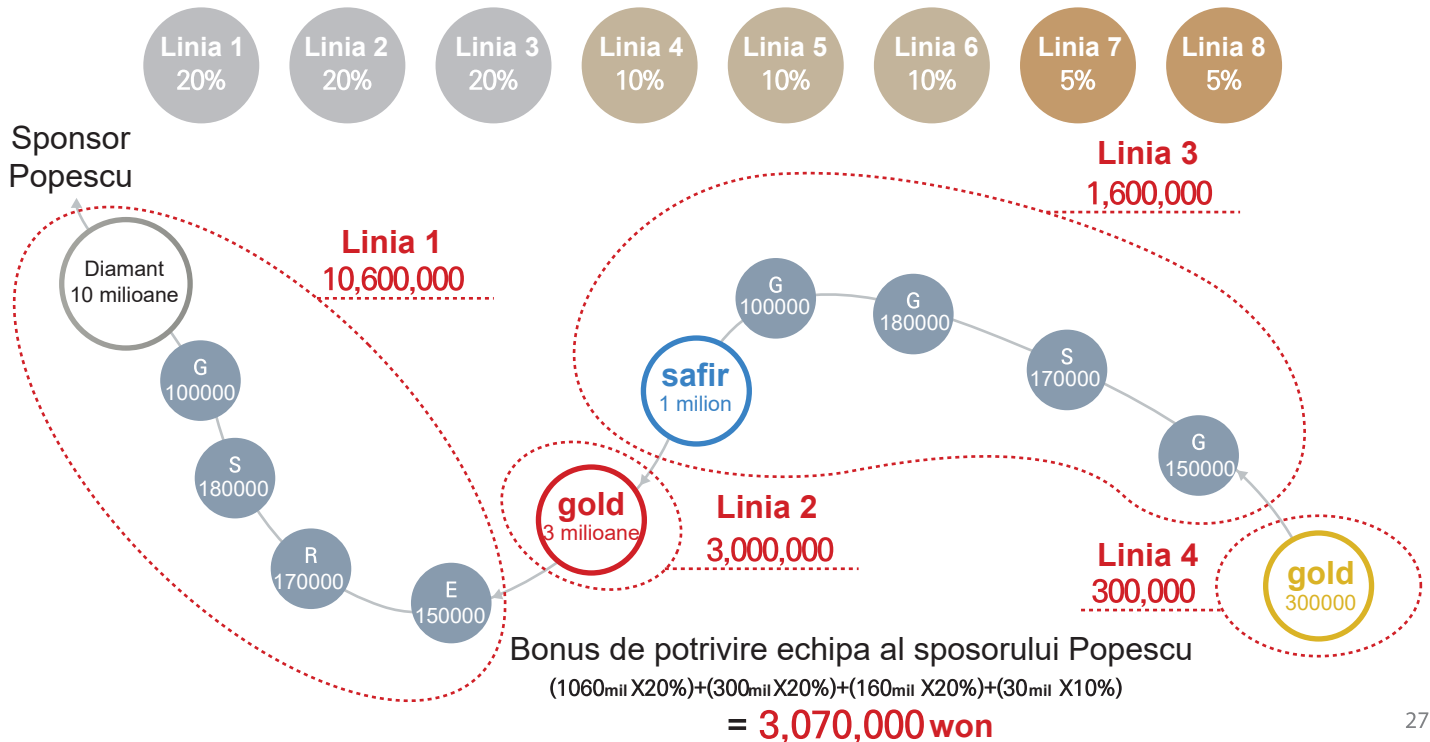 Linia 1
20%
Linia 2
20%
Linia 3
20%
Linia 4
10%
Linia 5
10%
Linia 6
10%
Linia 7
5%
Linia 8
5%
Sponsor
Popescu
Diamant
10 milioane
G
100000
S
180000
R
170000
E
150000
Linia 1
10,600,000
gold
3 milioane
Linia 2
3,000,000
safir
1 milion
G
100000
G
180000
S
170000
G
150000
Linia 3
1,600,000
gold
300000
Linia 4
300,000
Bonus de potrivire echipa al sposorului Popescu
(1060mil X20%)+(300mil X20%)+(160mil X20%)+(30mil X10%)
= 3,070,000 won
27